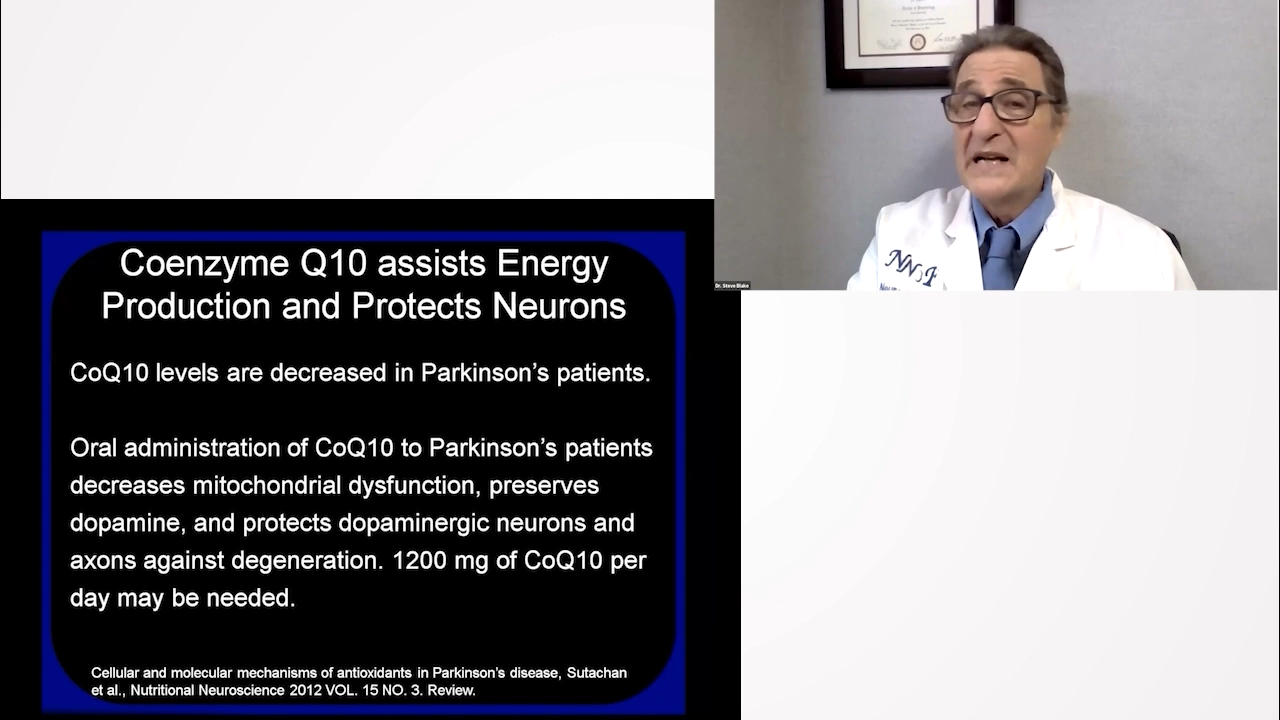 Coenzyme Q10 assists Energy
Production and Protects Neurons
CoQ10 levels are decreased in Parkinson’s patients.
Oral administration of CoQ10 to Parkinson’s patients
decreases mitochondrial dysfunction, preserves
dopamine, and protects dopaminergic neurons and
axons against degeneration. 1200 mg of CoQ10 per
day may be needed.
Cellular and molecular mechanisms of antioxidants in Parkinson’s disease, Sutachan
et al., Nutritional Neuroscience 2012 VOL. 15 NO. 3. Review.
Dr. Steve Blake